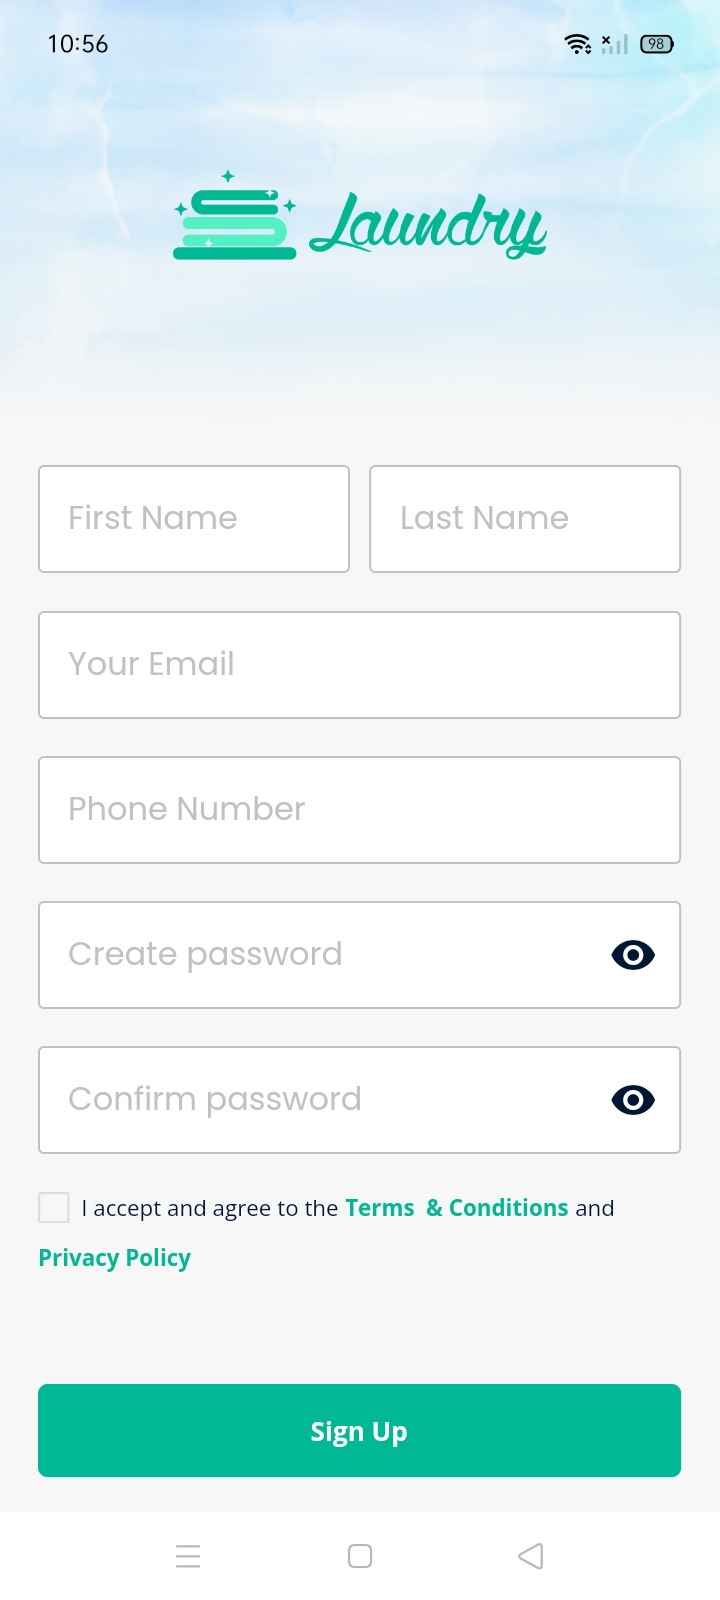 10:56
98
Laundry
First Name Last Name
Your Email
Phone Number
Create password
Confirm password
I accept and agree to the Terms & Conditions and
Privacy Policy
Sign Up